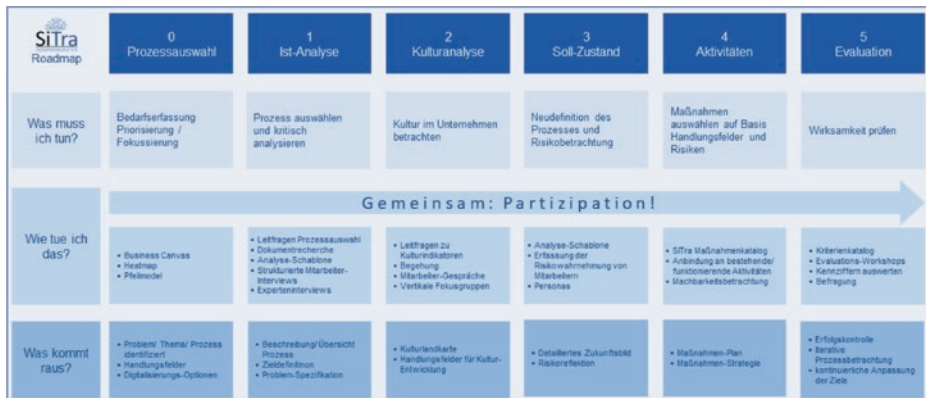 SiTra
Roadmap
0
Prozessauswahl
1
Ist-Analyse
2
Kulturanalyse
3
Soll-Zustand
4
Aktivitäten
5
Evaluation
Was muss
ich tun?
Bedarfserfassung
Priorisierung /
Fokussierung
Prozess auswählen
und kritisch
analysieren
Kultur im Unternehmen
betrachten
Neudefinition des
Prozesses und
Risikobetrachtung
Maßnahmen
auswählen auf Basis
Handlungsfelder und
Risiken
Wirksamkeit prüfen
Gemeinsam: Partizipation!
Wie tue ich
das?
• Business Canvas
• Heatmap
• Pfeilmodel
• Leitfragen Prozessauswahl
• Dokumentrecherche
• Analyse-Schablone
• Strukturierte Mitarbeiter-
Interviews
• Experteninterviews
• Leitfragen zu
Kulturindikatoren
• Begehung
• Mitarbeiter-Gespräche
• Vertikale Fokusgruppen
• Analyse-Schablone
• Erfassung der
Risikowahrnehmung von
Mitarbeitern
• Personas
• SiTra Maßnahmenkatalog
• Anbindung an bestehende/
funktionierende Aktivitäten
• Machbarkeitsbetrachtung
• Kriterienkatalog
• Evaluations-Workshops
• Kennziffern auswerten
• Befragung
Was kommt
raus?
• Problem/ Thema/ Prozess
identifiziert
• Handlungsfelder
• Digitalisierungs-Optionen
• Beschreibung/Übersicht
Prozess
• Zieldefinition
• Problem-Spezifikation
• Kulturlandkarte
• Handlungsfelder für Kultur-
Entwicklung
• Detailliertes Zukunftsbild
• Risikoreflektion
• Maßnahmen-Plan
• Maßnahmen-Strategie
• Erfolgskontrolle
• Iterative
Prozessbetrachtung
• kontinuierliche Anpassung
der Ziele